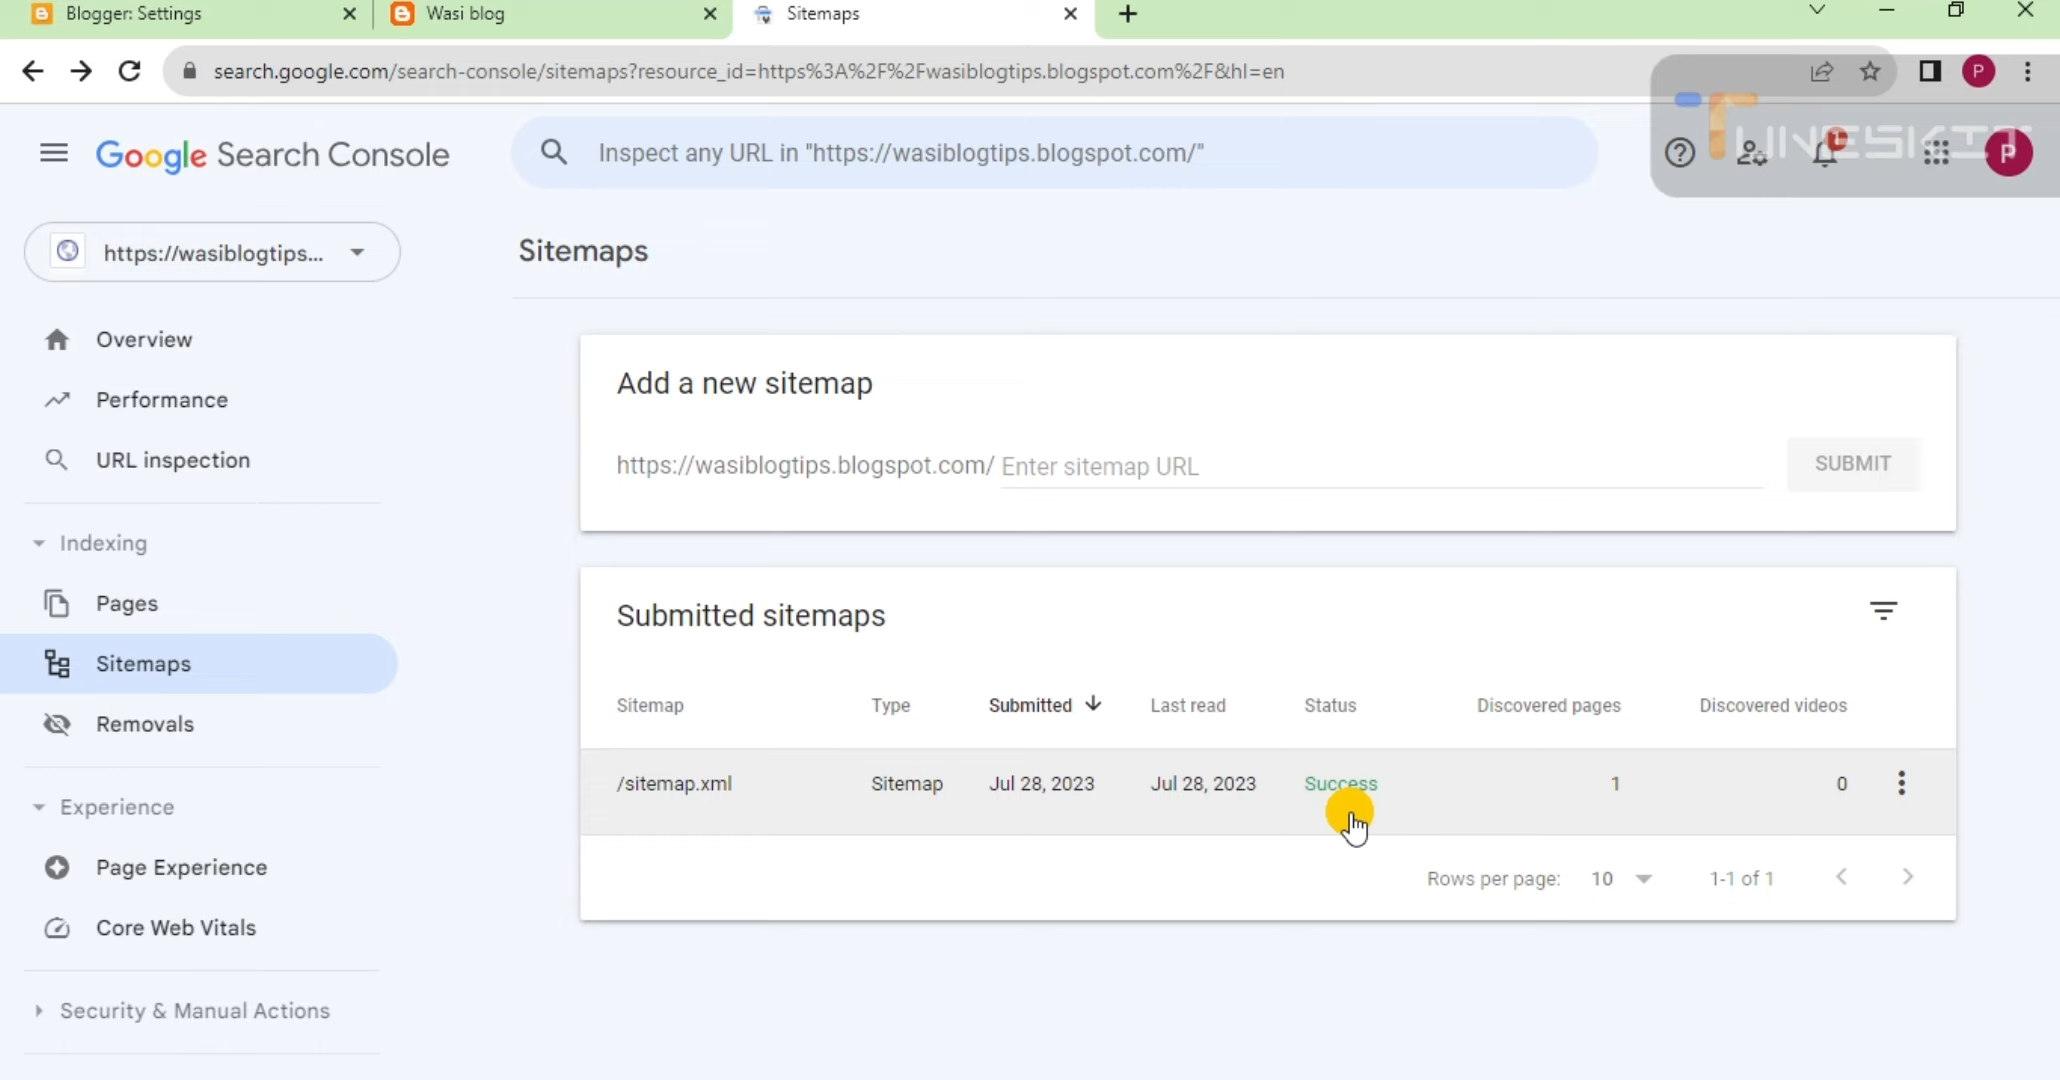 Blogger: Settings
Wasi blog
Sitemaps
search.google.com/search-console/sitemaps?resource_id=https%3A%2F%2Fwasiblogtips.blogspot.com%2F&hl=en
P
Google Search Console
Inspect any URL in "https://wasiblogtips.blogspot.com/"
1
P
TUNESKIT
https://wasiblogtips...
Sitemaps
Overview
Performance
URL inspection
Indexing
Pages
Sitemaps
Removals
Experience
Page Experience
Core Web Vitals
Security & Manual Actions
Add a new sitemap
https://wasiblogtips.blogspot.com/ Enter sitemap URL
SUBMIT
Submitted sitemaps
Sitemap Type Submitted Last read Status Discovered pages Discovered videos
/sitemap.xml Sitemap Jul 28, 2023 Jul 28, 2023 Success 1 0
Rows per page: 10 1-1 of 1